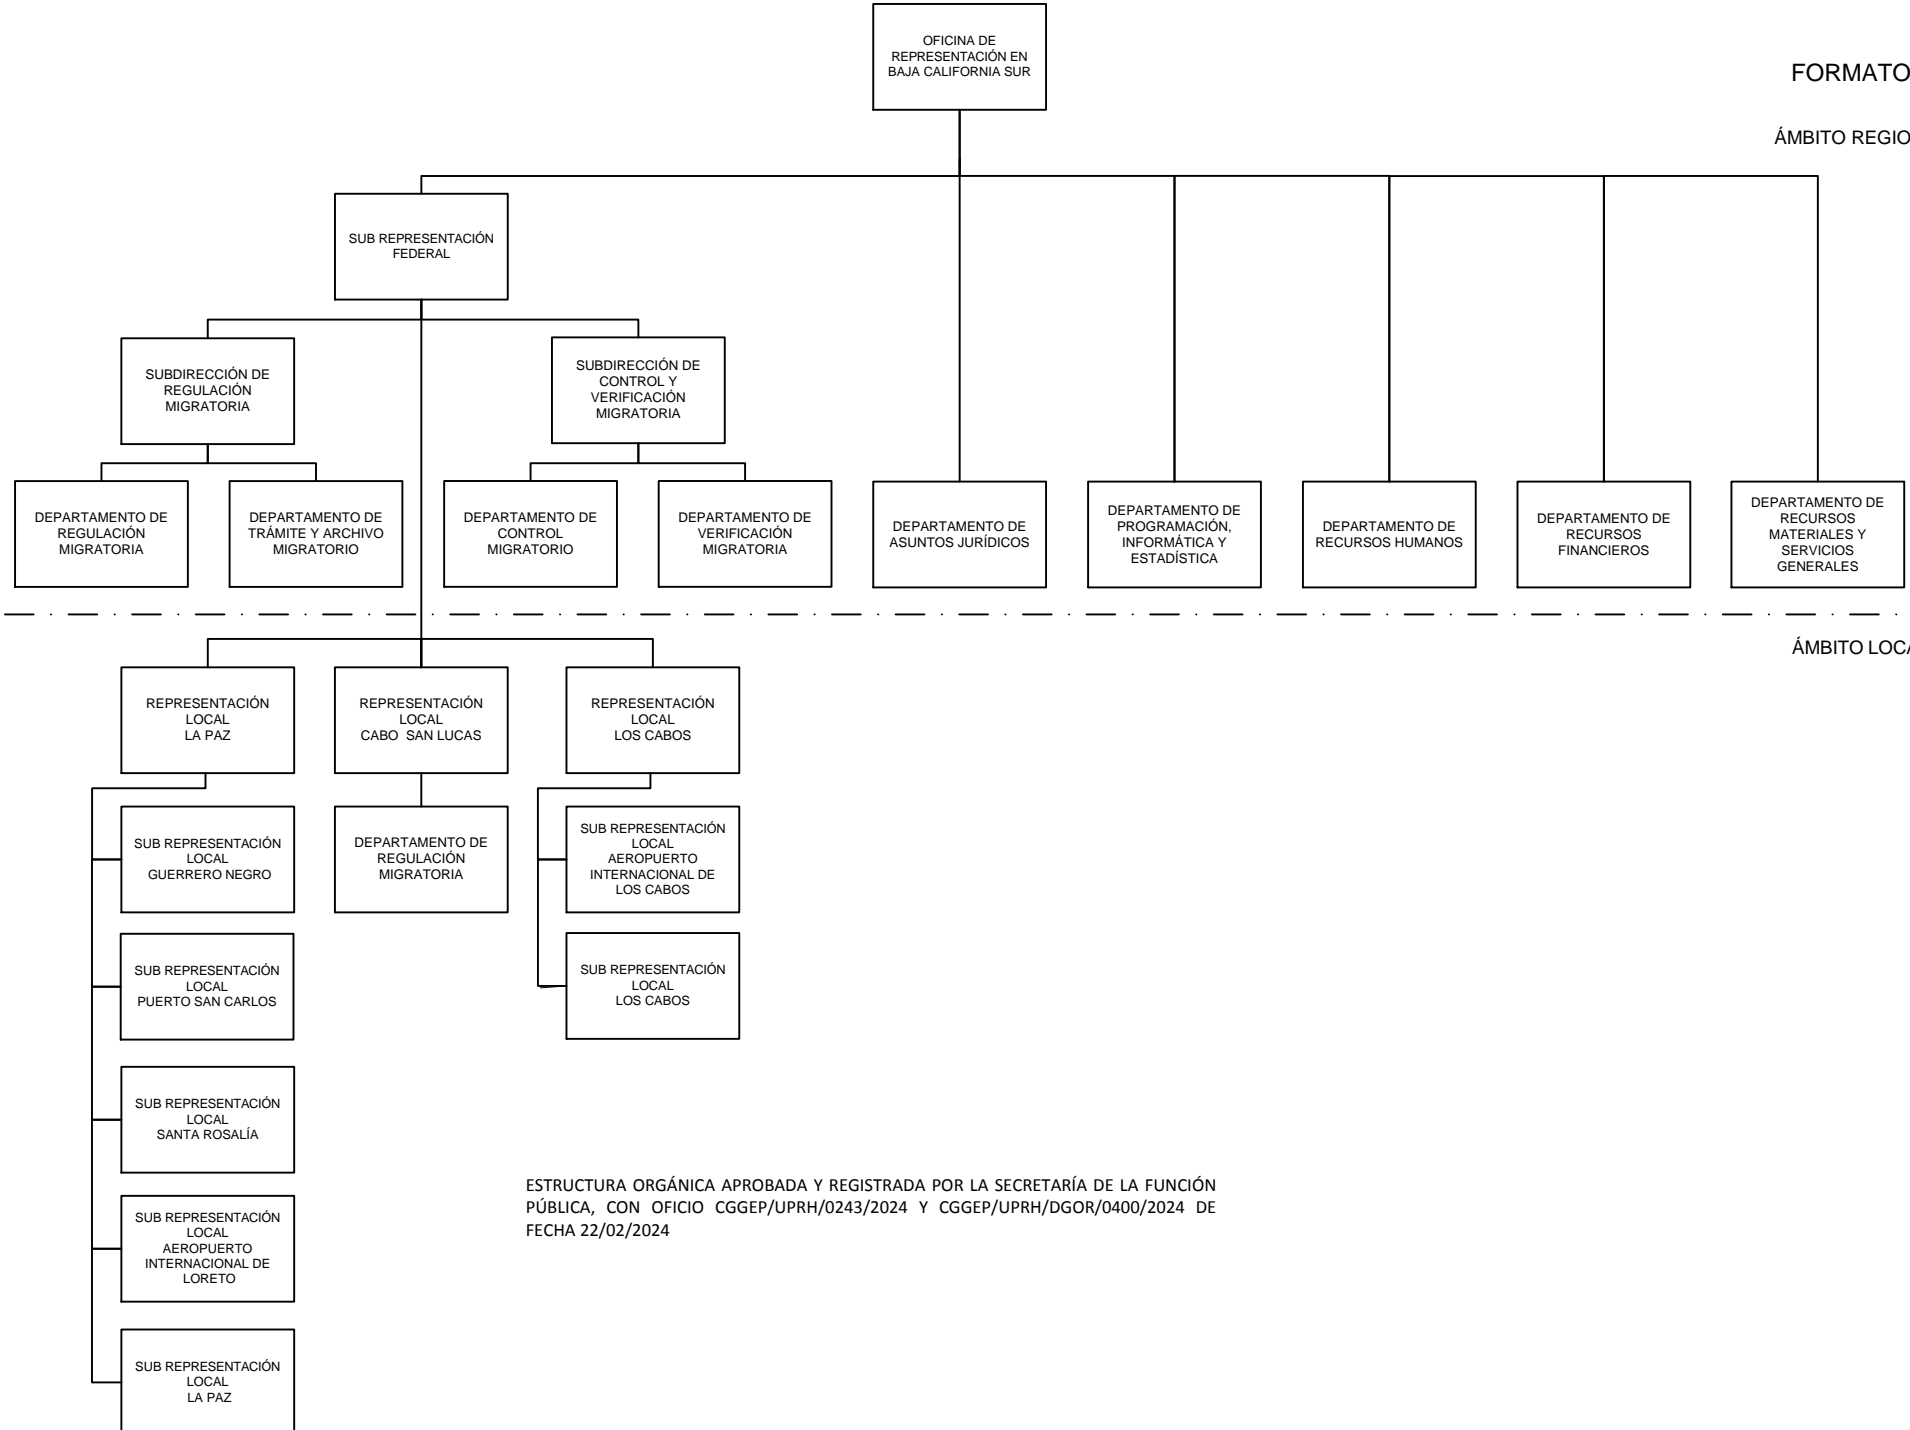 OFICINA DE
REPRESENTACIÓN EN
BAJA CALIFORNIA SUR
FORMATO
ÁMBITO REGIO
SUB REPRESENTACIÓN
FEDERAL
SUBDIRECCIÓN DE
REGULACIÓN
MIGRATORIA
SUBDIRECCIÓN DE
CONTROL Y
VERIFICACIÓN
MIGRATORIA
DEPARTAMENTO DE
REGULACIÓN
MIGRATORIA
DEPARTAMENTO DE
TRÁMITE Y ARCHIVO
MIGRATORIO
DEPARTAMENTO DE
CONTROL
MIGRATORIO
DEPARTAMENTO DE
VERIFICACIÓN
MIGRATORIA
DEPARTAMENTO DE
ASUNTOS JURÍDICOS
DEPARTAMENTO DE
PROGRAMACIÓN,
INFORMÁTICA Y
ESTADÍSTICA
DEPARTAMENTO DE
RECURSOS HUMANOS
DEPARTAMENTO DE
RECURSOS
FINANCIEROS
DEPARTAMENTO DE
RECURSOS
MATERIALES Y
SERVICIOS
GENERALES
ÁMBITO LOCA
REPRESENTACIÓN
LOCAL
LA PAZ
REPRESENTACIÓN
LOCAL
CABO SAN LUCAS
REPRESENTACIÓN
LOCAL
LOS CABOS
SUB REPRESENTACIÓN
LOCAL
GUERRERO NEGRO
DEPARTAMENTO DE
REGULACIÓN
MIGRATORIA
SUB REPRESENTACIÓN
LOCAL
AEROPUERTO
INTERNACIONAL DE
LOS CABOS
SUB REPRESENTACIÓN
LOCAL
PUERTO SAN CARLOS
SUB REPRESENTACIÓN
LOCAL
LOS CABOS
SUB REPRESENTACIÓN
LOCAL
SANTA ROSALÍA
SUB REPRESENTACIÓN
LOCAL
AEROPUERTO
INTERNACIONAL DE
LORETO
SUB REPRESENTACIÓN
LOCAL
LA PAZ
ESTRUCTURA ORGÁNICA APROBADA Y REGISTRADA POR LA SECRETARÍA DE LA FUNCIÓN
PÚBLICA, CON OFICIO CGGEP/UPRH/0243/2024 Y CGGEP/UPRH/DGOR/0400/2024 DE
FECHA 22/02/2024